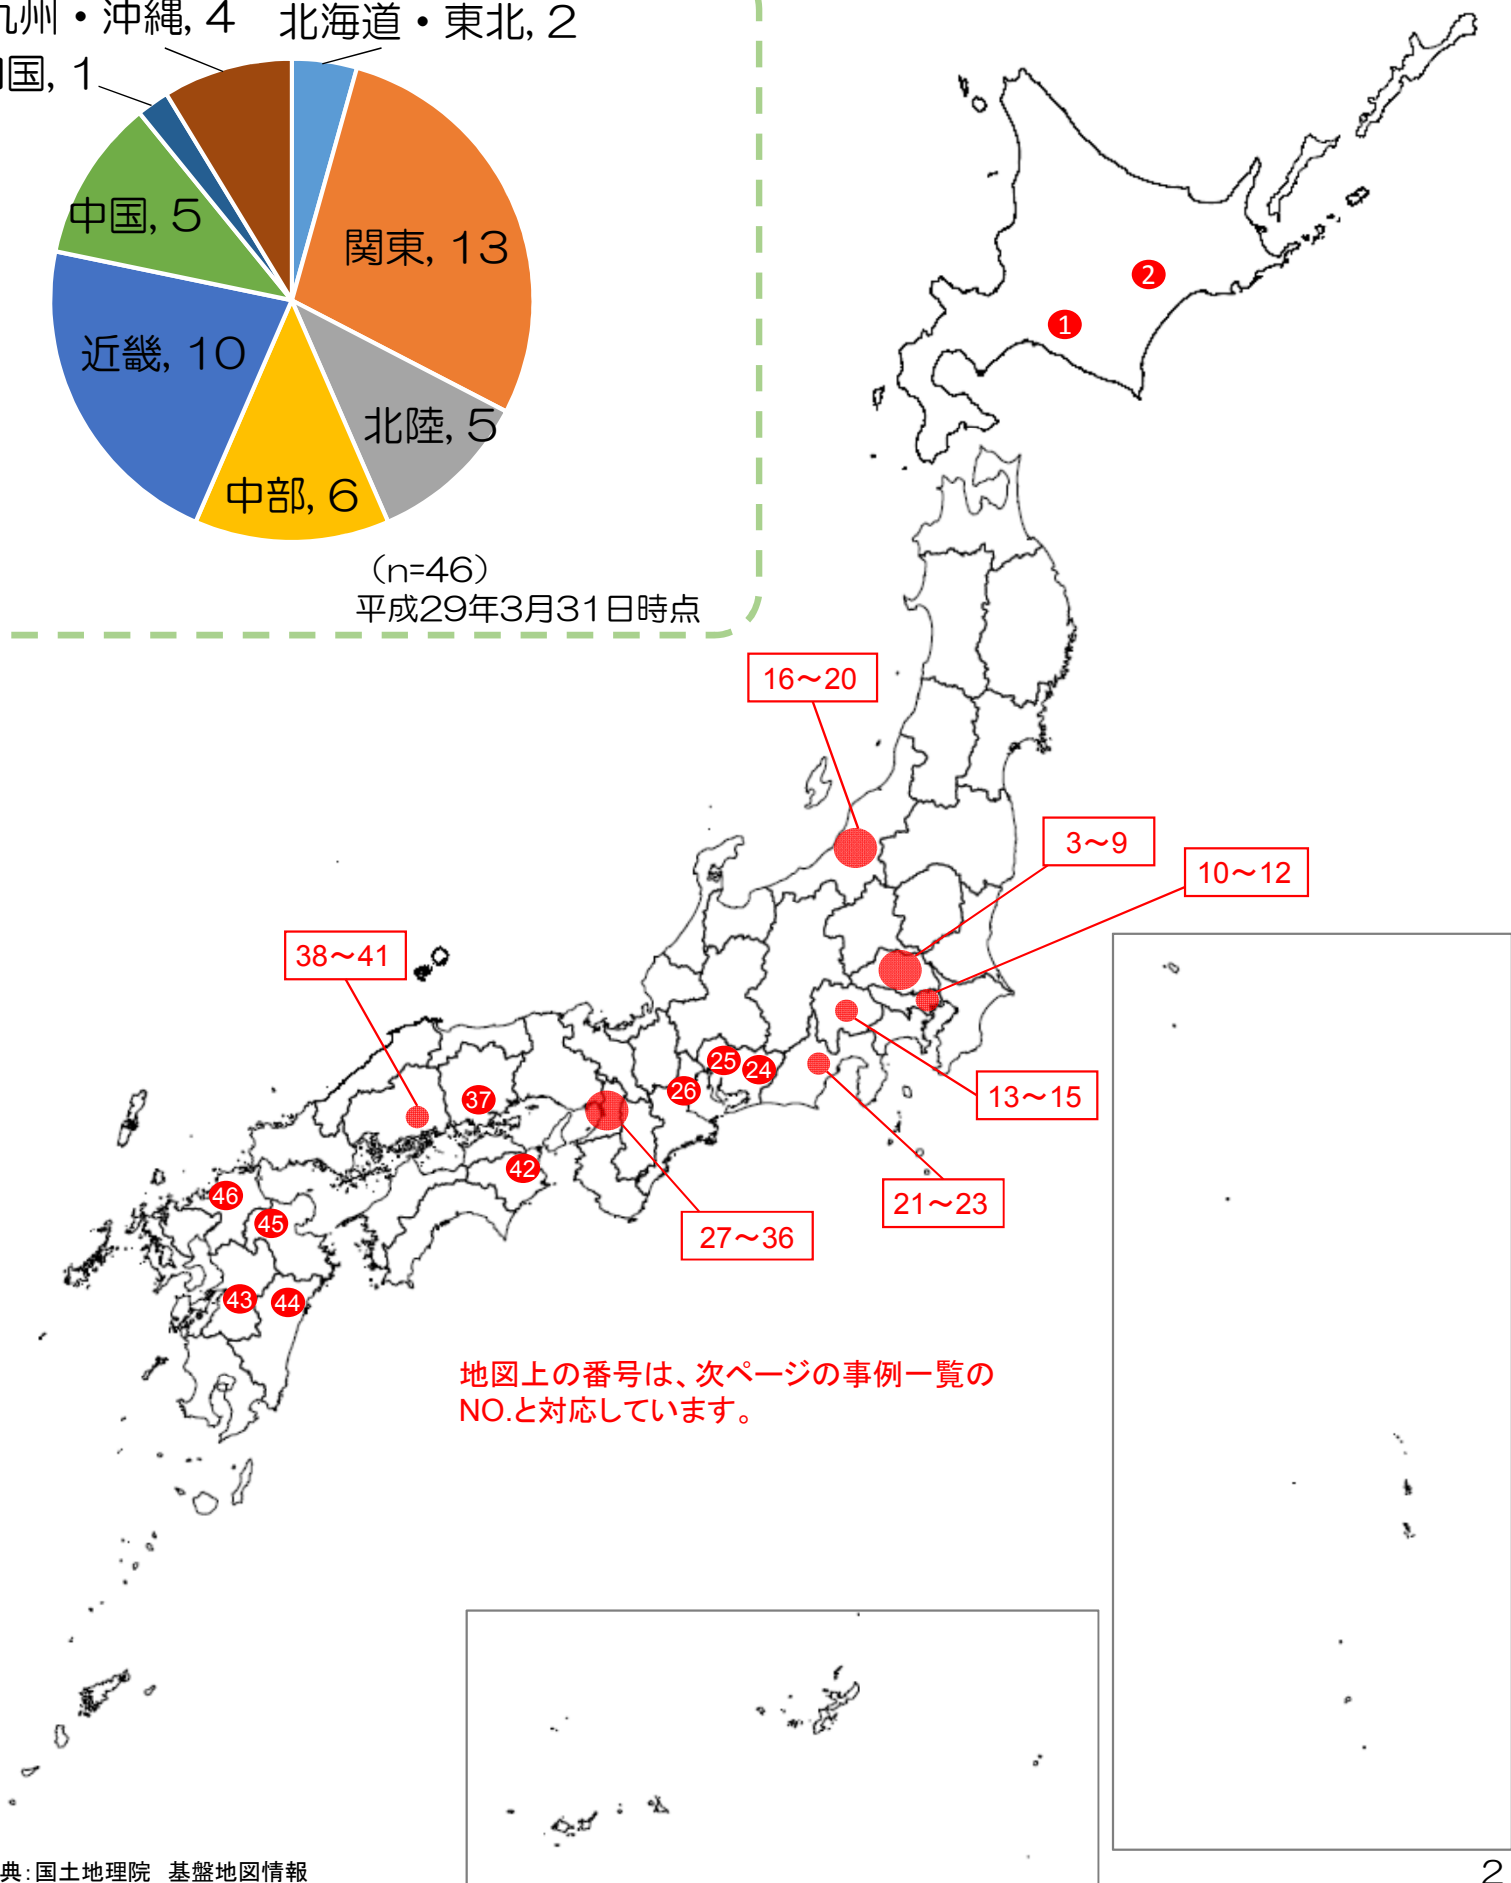 州・沖縄, 4
北海道・東北, 2
国, 1
中国, 5
関東, 13
近畿, 10
北陸, 5
中部, 6
（n=46）
平成29年3月31日時点
2
1
16～20
3～9
10～12
38～41
25
24
26
37
13～15
42
46
21～23
45
27～36
43
44
地図上の番号は、次ページの事例一覧の
NO.と対応しています。
典：国土地理院　基盤地図情報
2